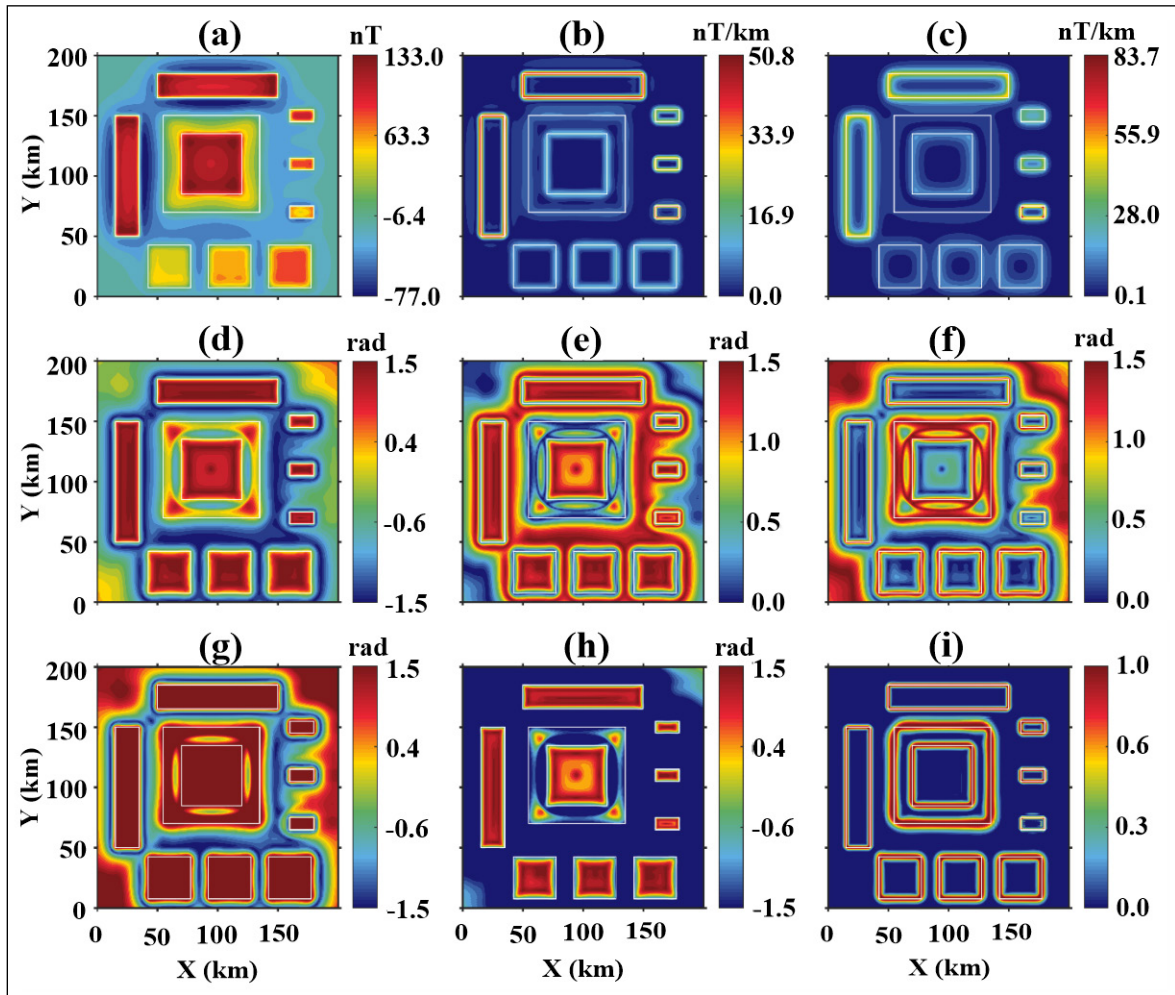 (a) nT
(b) nT/km
(c) nT/km
200
150
100
50
0
Y (km)
133.0
63.3
-6.4
-77.0
50.8
33.9
16.9
0.0
83.7
55.9
28.0
0.1
(d) rad
(e) rad
(f) rad
200
150
100
50
0
Y (km)
1.5
0.4
-0.6
-1.5
1.5
1.0
0.5
0.0
1.5
1.0
0.5
0.0
(g) rad
(h) rad
(i)
200
150
100
50
0
Y (km)
1.5
0.4
-0.6
-1.5
1.5
0.4
-0.6
-1.5
1.0
0.6
0.3
0.0
0 50 100 150
0 50 100 150
0 50 100 150
X (km)
X (km)
X (km)